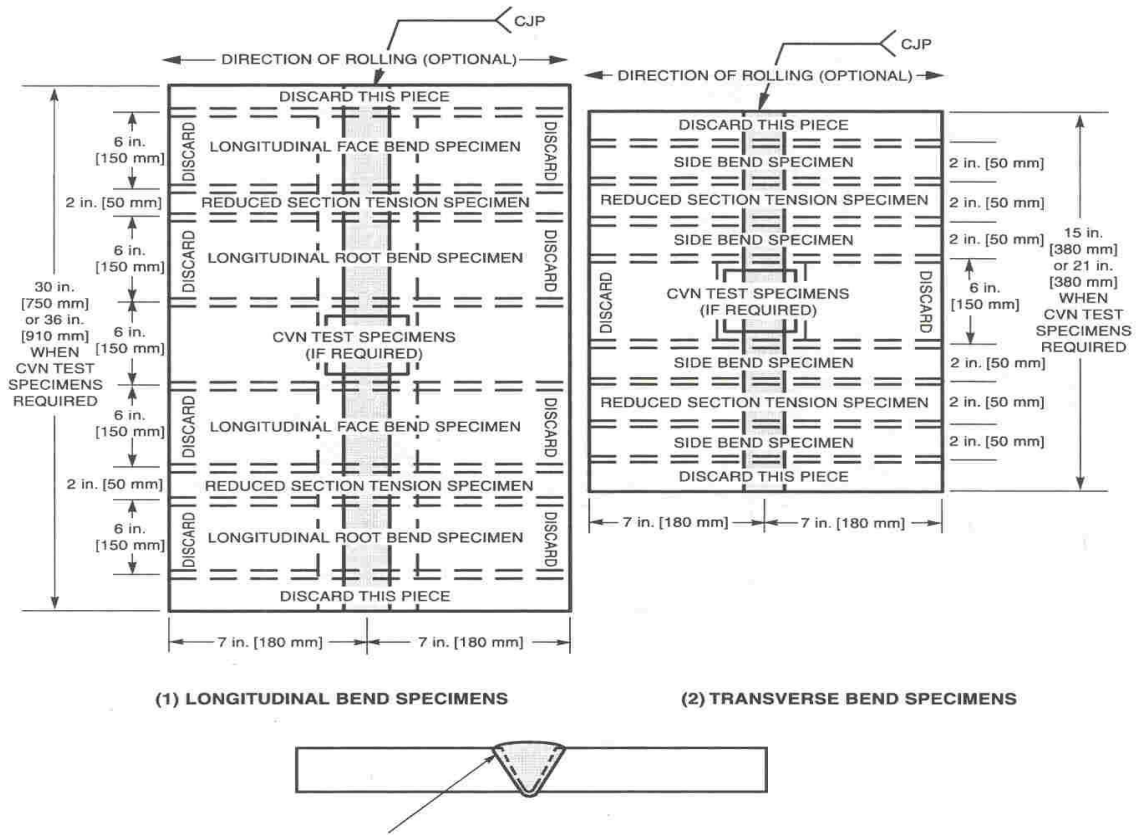 CJP
DIRECTION OF ROLLING (OPTIONAL)
DISCARD THIS PIECE
6 in.
[150 mm]
DISCARD
LONGITUDINAL FACE BEND SPECIMEN
DISCARD
2 in. [50 mm]
REDUCED SECTION TENSION SPECIMEN
6 in.
[150 mm]
DISCARD
LONGITUDINAL ROOT BEND SPECIMEN
DISCARD
30 in.
[750 mm]
or 36 in.
[910 mm]
WHEN
CVN TEST
SPECIMENS
REQUIRED
6 in.
[150 mm]
CVN TEST SPECIMENS
(IF REQUIRED)
6 in.
[150 mm]
DISCARD
LONGITUDINAL FACE BEND SPECIMEN
DISCARD
2 in. [50 mm]
REDUCED SECTION TENSION SPECIMEN
6 in.
[150 mm]
DISCARD
LONGITUDINAL ROOT BEND SPECIMEN
DISCARD
DISCARD THIS PIECE
7 in. [180 mm]
7 in. [180 mm]
(1) LONGITUDINAL BEND SPECIMENS
CJP
DIRECTION OF ROLLING (OPTIONAL)
DISCARD THIS PIECE
SIDE BEND SPECIMEN
2 in. [50 mm]
REDUCED SECTION TENSION SPECIMEN
2 in. [50 mm]
SIDE BEND SPECIMEN
2 in. [50 mm]
DISCARD
CVN TEST SPECIMENS
(IF REQUIRED)
DISCARD
6 in.
[150 mm]
15 in.
[380 mm]
or 21 in.
[380 mm]
WHEN
CVN TEST
SPECIMENS
REQUIRED
SIDE BEND SPECIMEN
2 in. [50 mm]
REDUCED SECTION TENSION SPECIMEN
2 in. [50 mm]
SIDE BEND SPECIMEN
2 in. [50 mm]
DISCARD THIS PIECE
7 in. [180 mm]
7 in. [180 mm]
(2) TRANSVERSE BEND SPECIMENS